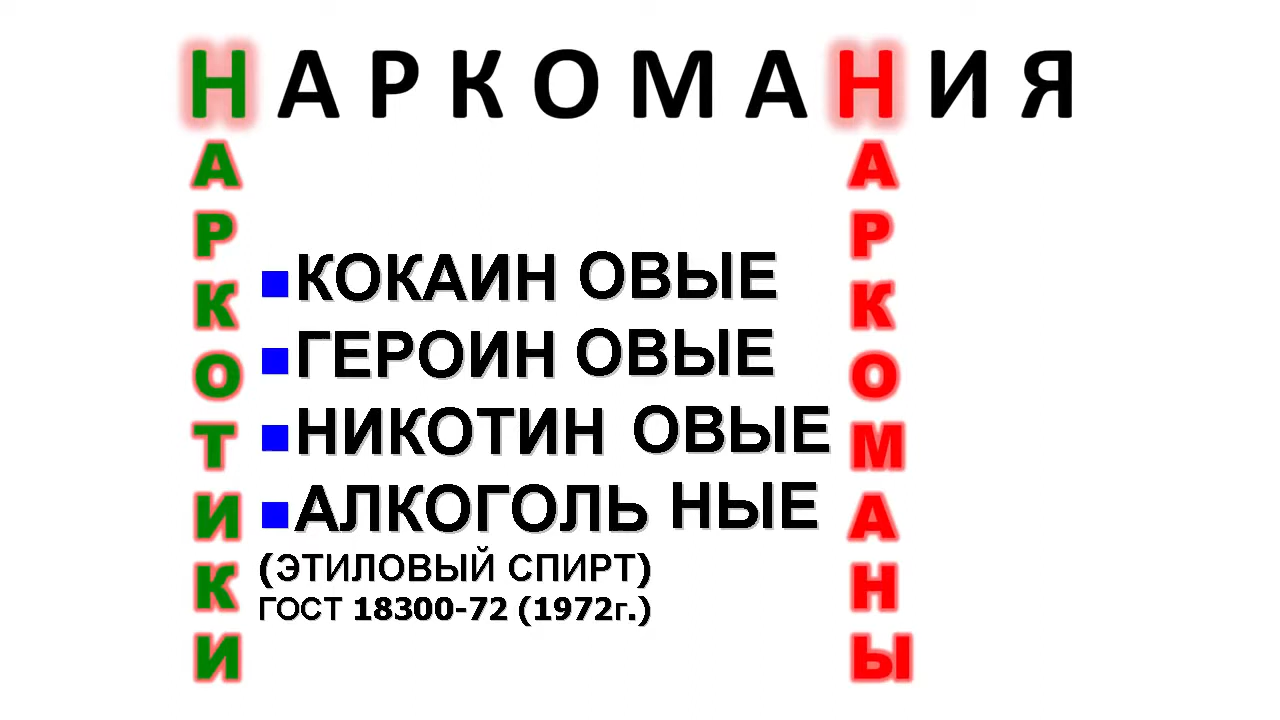 НАРКОМАНИЯ
НАРКОТИКИ
КОКАИН ОВЫЕ
ГЕРОИН ОВЫЕ
НИКОТИН ОВЫЕ
АЛКОГОЛЬ НЫЕ
(ЭТИЛОВЫЙ СПИРТ)
ГОСТ 18300-72 (1972г.)
НАРКОМАНЫ